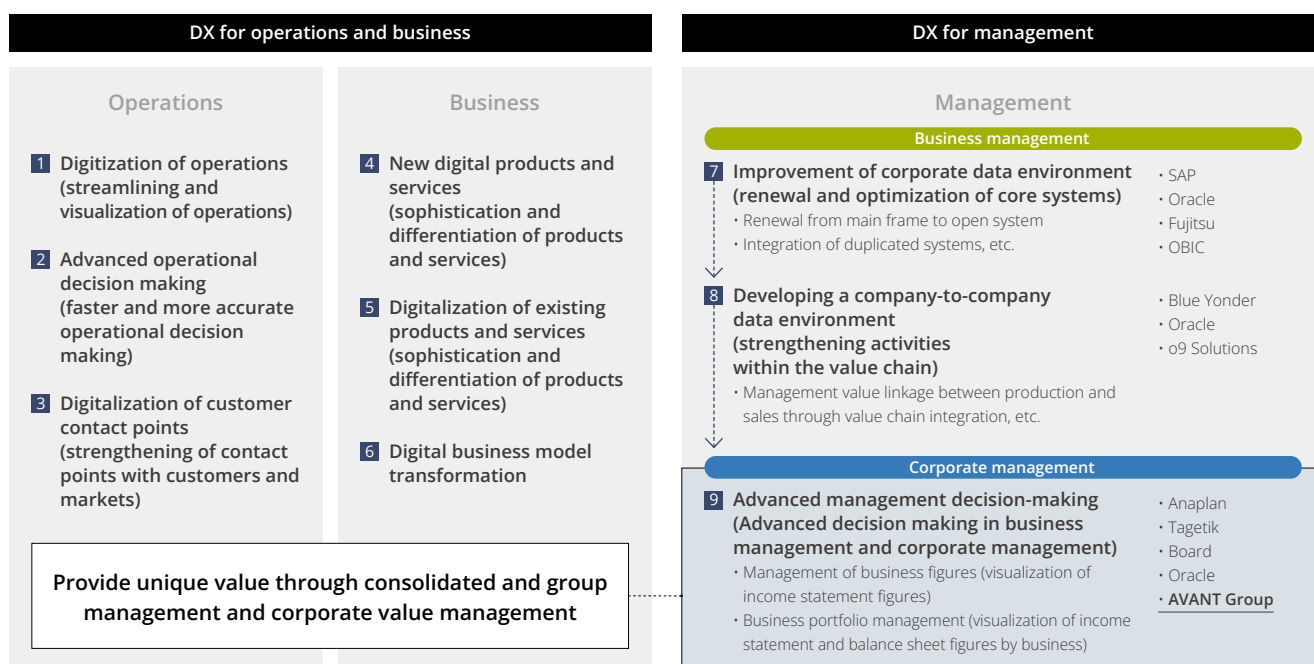 DX for operations and business
Operations
1 Digitization of operations
(streamlining and
visualization of operations)
2 Advanced operational
decision making
(faster and more accurate
operational decision
making)
3 Digitalization of customer
contact points
(strengthening of contact
points with customers and
markets)
Business
4 New digital products and
services
(sophistication and
differentiation of products
and services)
5 Digitalization of existing
products and services
(sophistication and
differentiation of products
and services)
6 Digital business model
transformation
Provide unique value through consolidated and group
management and corporate value management
DX for management
Management
Business management
7 Improvement of corporate data environment
(renewal and optimization of core systems)
・Renewal from main frame to open system
・Integration of duplicated systems, etc.
・SAP
・Oracle
・Fujitsu
・OBIC
8 Developing a company-to-company
data environment
(strengthening activities
within the value chain)
・Management value linkage between production and
sales through value chain integration, etc.
・Blue Yonder
・Oracle
・o9 Solutions
Corporate management
9 Advanced management decision-making
(Advanced decision making in business
management and corporate management)
・Management of business figures (visualization of
income statement figures)
・Business portfolio management (visualization of income
statement and balance sheet figures by business)
・Anaplan
・Tagetik
・Board
・Oracle
・AVANT Group